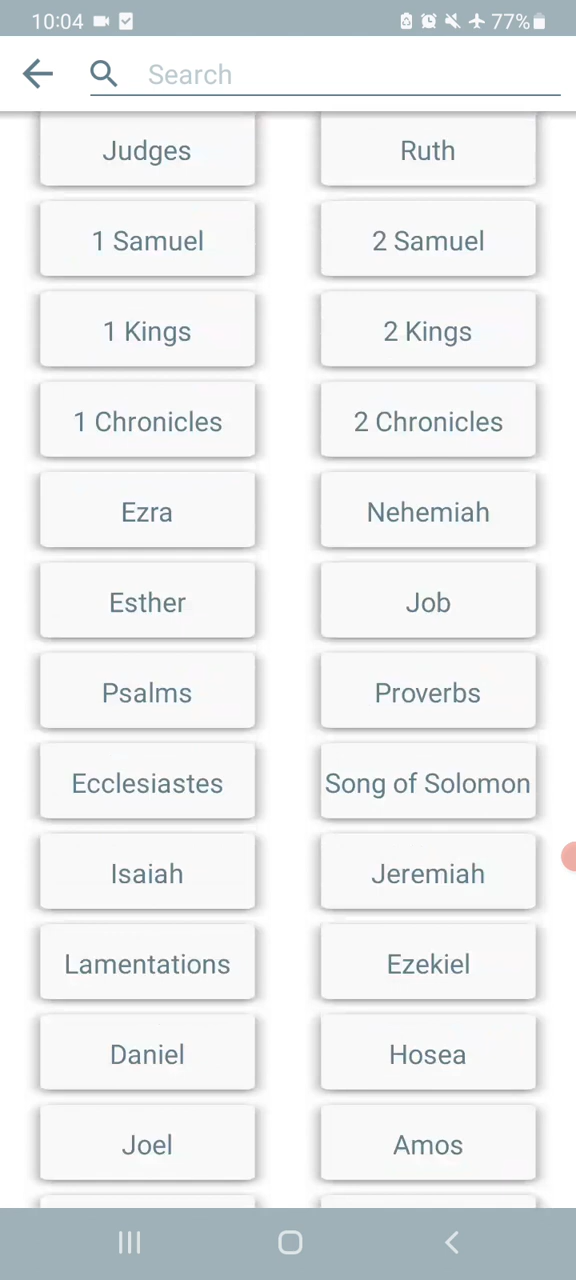 10:04 77%
Search
Judges Ruth
1 Samuel 2 Samuel
1 Kings 2 Kings
1 Chronicles 2 Chronicles
Ezra Nehemiah
Esther Job
Psalms Proverbs
Ecclesiastes Song of Solomon
Isaiah Jeremiah
Lamentations Ezekiel
Daniel Hosea
Joel Amos